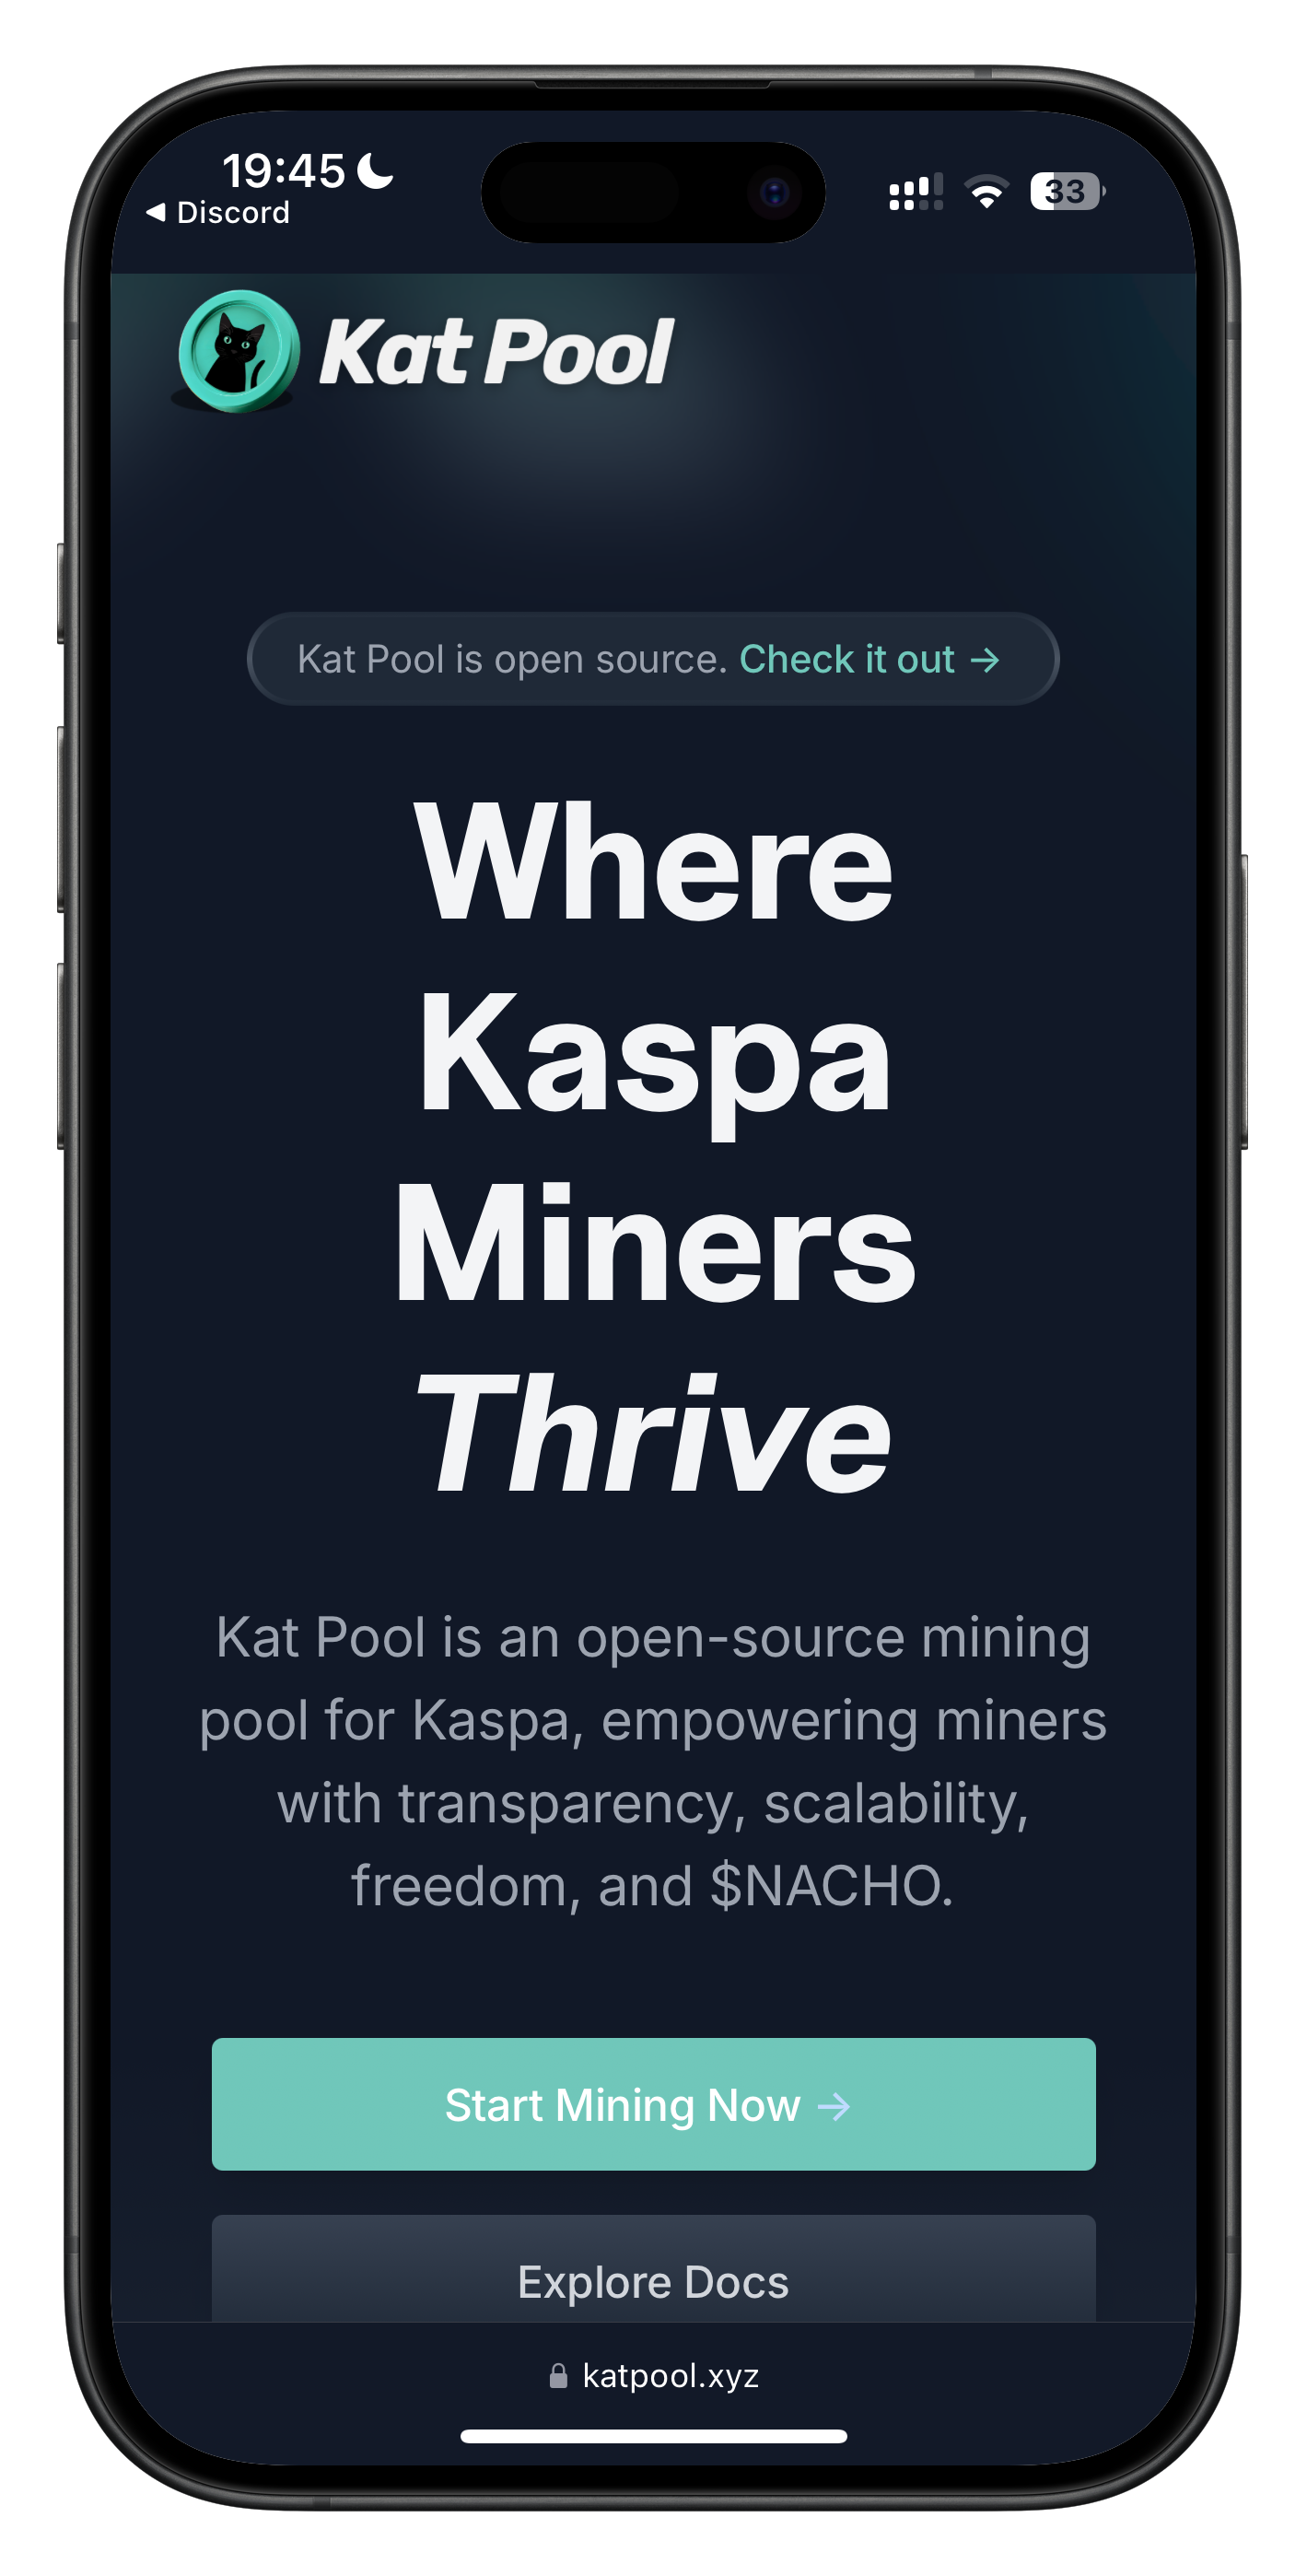 19:45
33
◀ Discord
Kat Pool
Kat Pool is open source. Check it out →
Where
Kaspa
Miners
Thrive
Kat Pool is an open-source mining
pool for Kaspa, empowering miners
with transparency, scalability,
freedom, and $NACHO.
Start Mining Now →
Explore Docs
katpool.xyz